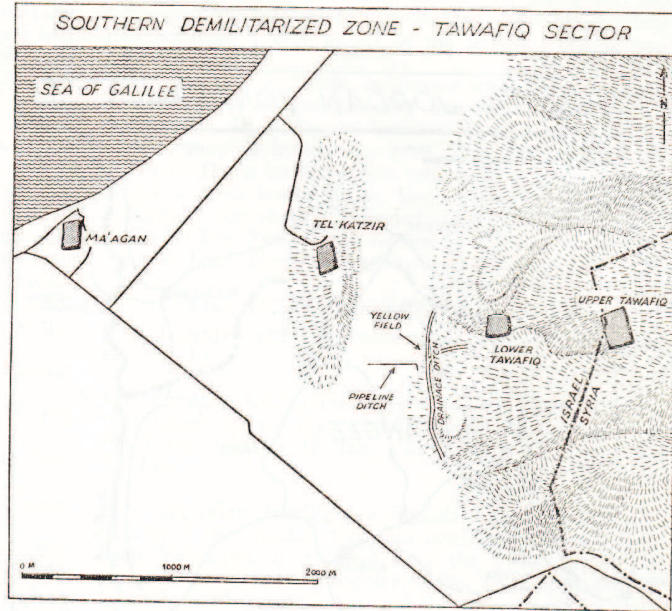 SOUTHERN DEMILITARIZED ZONE - TAWAFIQ SECTOR
SEA OF GALILEE
N
MA'AGAN
TEL' KATZIR
UPPER TAWAFIQ
YELLOW
FIELD
LOWER
TAWAFIQ
DRAINAGE DITCH
PIPELINE
DITCH
ISRAEL
SYRIA
0 M
1000 M
2000 M